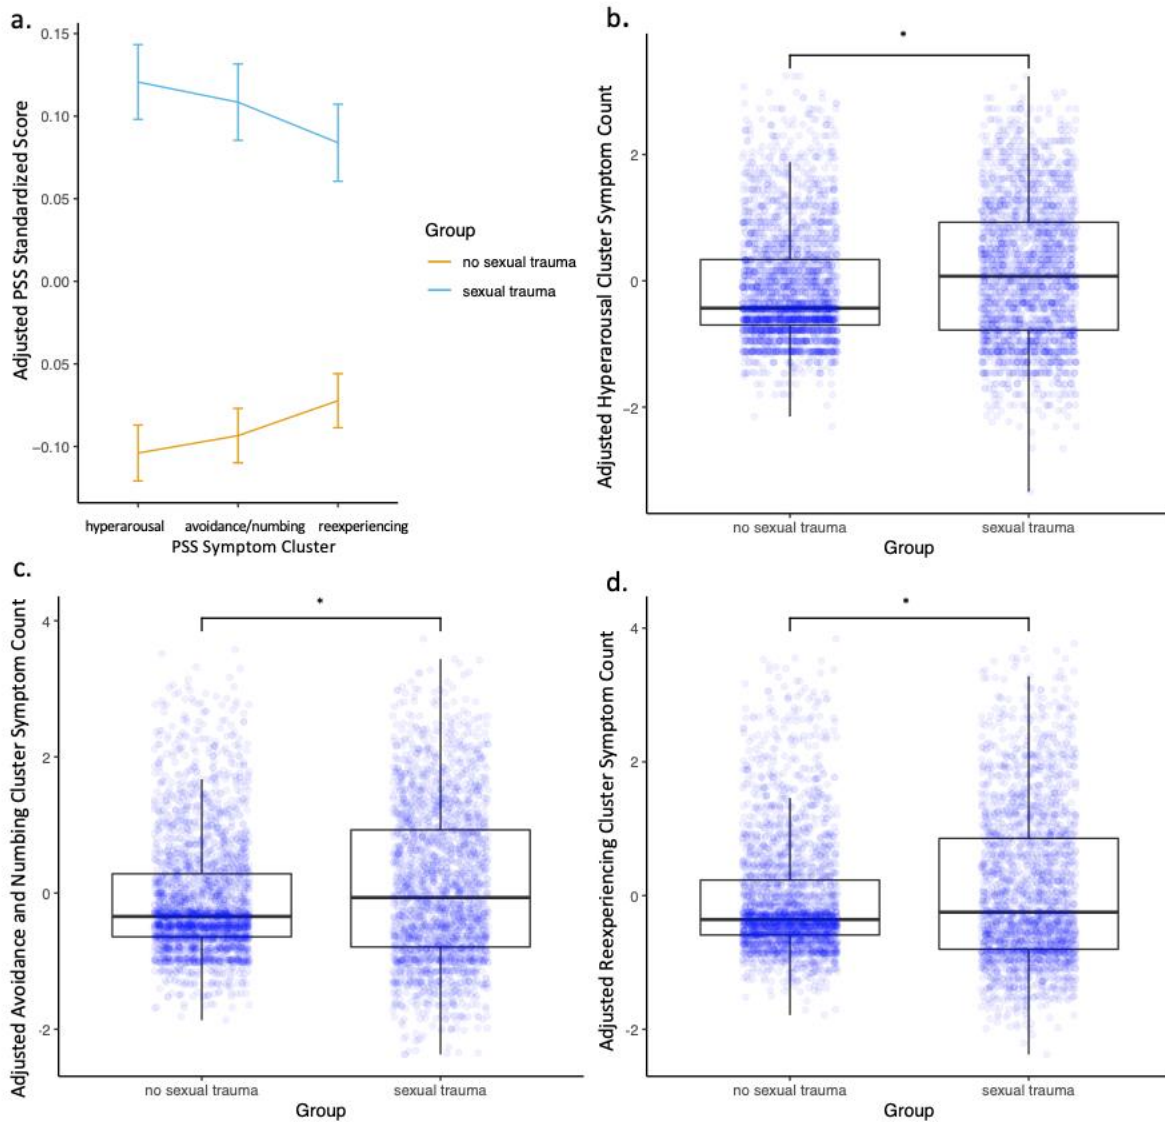 a.
Adjusted PSS Standardized Score
0.15
0.10
0.05
0.00
0.05
−0.10
hyperarousal avoidance/numbing reexperiencing
PSS Symptom Cluster
Group
no sexual trauma
sexual trauma
b.
*
Adjusted Hyperarousal Cluster Symptom Count
2
0
−2
no sexual trauma sexual trauma
Group
c.
*
Adjusted Avoidance and Numbing Cluster Symptom Count
4
2
0
-2
no sexual trauma sexual trauma
Group
d.
*
Adjusted Reexperiencing Cluster Symptom Count
4
2
0
−2
no sexual trauma sexual trauma
Group